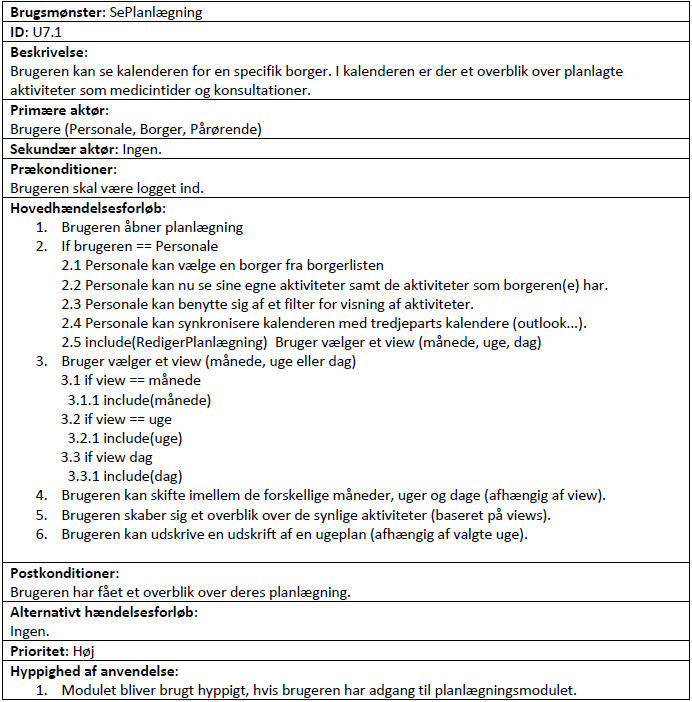 Brugsmønster: SePlanlægning
ID: U7.1
Beskrivelse:
Brugeren kan se kalenderen for en specifik borger. I kalenderen er der et overblik over planlagte
aktiviteter som medicintider og konsultationer.
Primære aktør:
Brugere (Personale, Borger, Pårørende)
Sekundær aktør: Ingen.
Prækonditioner:
Brugeren skal være logget ind.
Hovedhændelsesforløb:
1. Brugeren åbner planlægning
2. If brugeren == Personale
2.1 Personale kan vælge en borger fra borgerlisten
2.2 Personale kan nu se sine egne aktiviteter samt de aktiviteter som borgeren(e) har.
2.3 Personale kan benytte sig af et filter for visning af aktiviteter.
2.4 Personale kan synkronisere kalenderen med tredjeparts kalendere (outlook...).
2.5 include(RedigerPlanlægning) Bruger vælger et view (månede, uge, dag)
3. Bruger vælger et view (månede, uge eller dag)
3.1 if view == månede
3.1.1 include(månede)
3.2 if view == uge
3.2.1 include(uge)
3.3 if view dag
3.3.1 include(dag)
4. Brugeren kan skifte imellem de forskellige måneder, uger og dage (afhængig af view).
5. Brugeren skaber sig et overblik over de synlige aktiviteter (baseret på views).
6. Brugeren kan udskrive en udskrift af en ugeplan (afhængig af valgte uge).
Postkonditioner:
Brugeren har fået et overblik over deres planlægning.
Alternativt hændelsesforløb:
Ingen.
Prioritet: Høj
Hyppighed af anvendelse:
1. Modulet bliver brugt hyppigt, hvis brugeren har adgang til planlægningsmodulet.